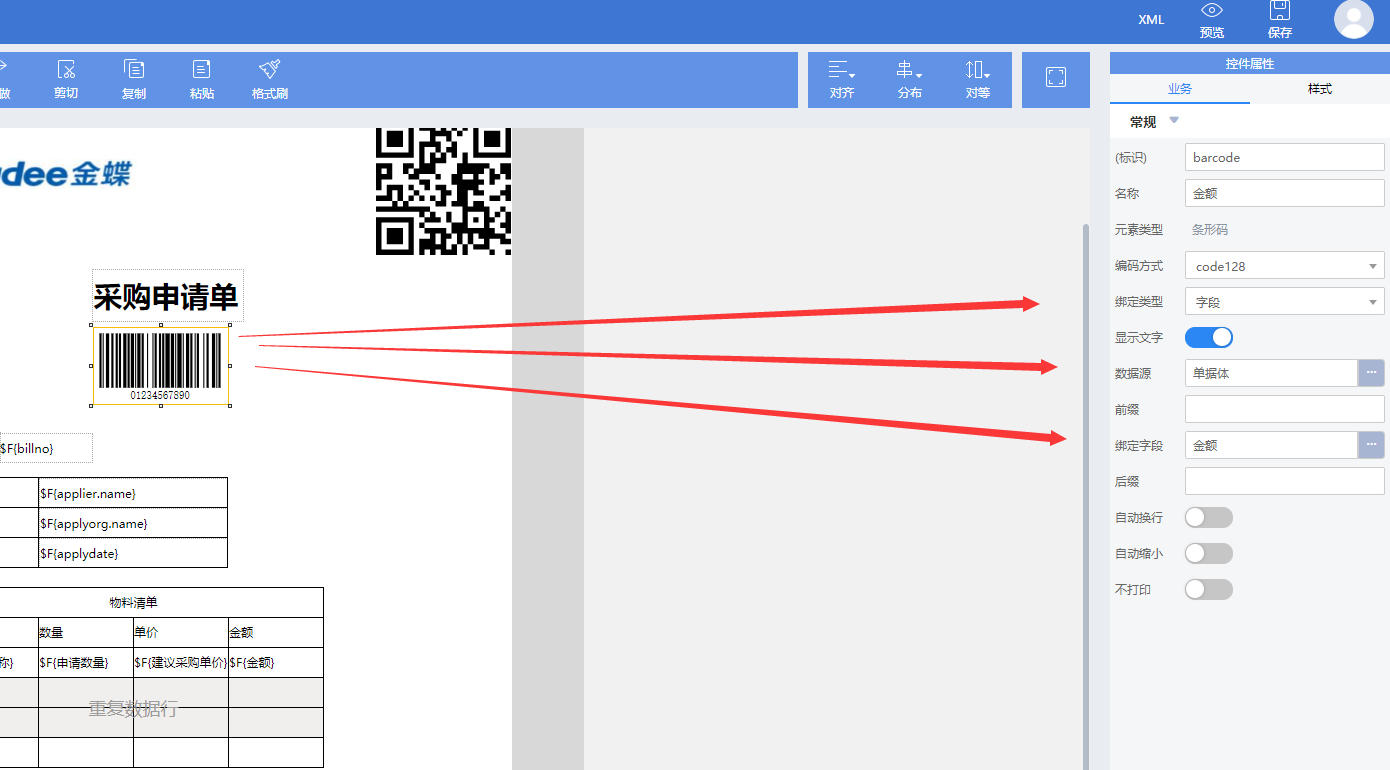 XML
预览
保存
做
剪切
复制
粘贴
格式刷
对齐
分布
对等
控件属性
业务
样式
常规
(标识)
barcode
名称
金额
元素类型
条形码
编码方式
code128
绑定类型
字段
显示文字
数据源
单据体
···
前缀
绑定字段
金额
···
后缀
自动换行
自动缩小
不打印
dee金蝶
采购申请单
01234567890
$F{billno}
$F{applier.name}
$F{applyorg.name}
$F{applydate}
物料清单
数量
单价
金额
称}
$F{申请数量}
$F{建议采购单价}
$F{金额}
重复数据行